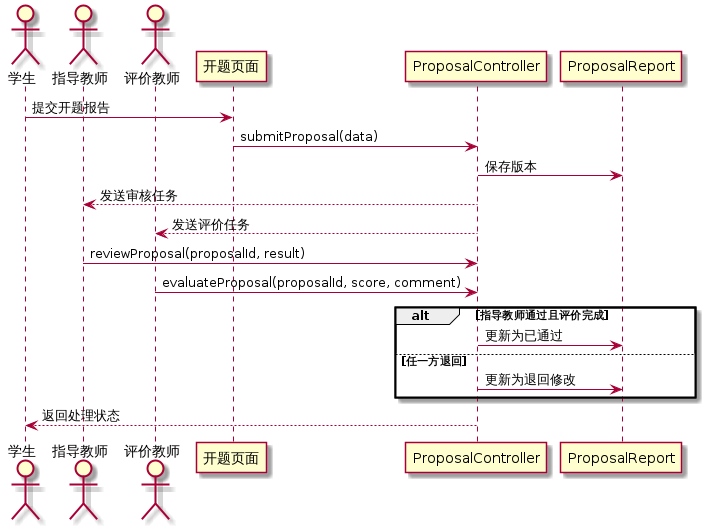 学生
指导教师
评价教师
开题页面
ProposalController
ProposalReport
提交开题报告
submitProposal(data)
保存版本
发送审核任务
发送评价任务
reviewProposal(proposalId, result)
evaluateProposal(proposalId, score, comment)
alt
[指导教师通过且评价完成]
更新为已通过
[任一方退回]
更新为退回修改
返回处理状态
学生
指导教师
评价教师
开题页面
ProposalController
ProposalReport